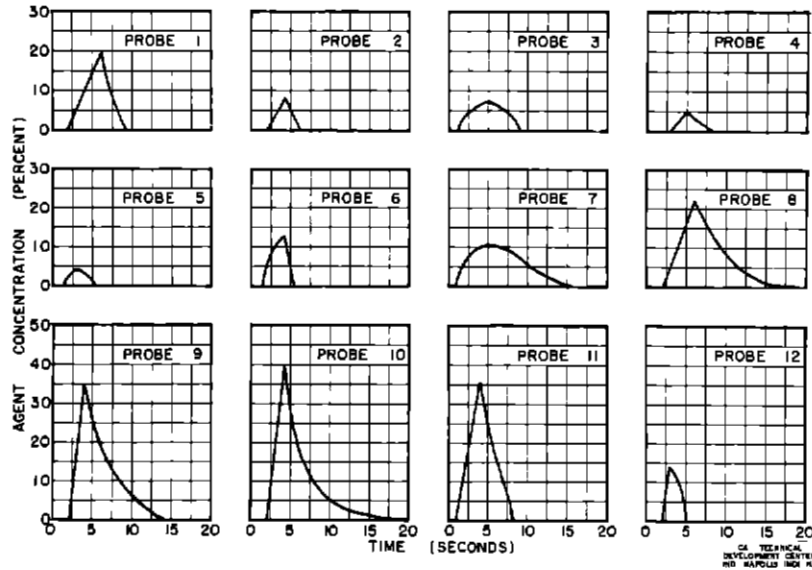 30
20
10
0
PROBE 1
PROBE 2
PROBE 3
PROBE 4
30
20
10
0
PROBE 5
PROBE 6
PROBE 7
PROBE 8
50
40
30
20
10
0
PROBE 9
PROBE 10
PROBE 11
PROBE 12
5 10 15 20
0 5 10 15 20
0 5 10 15 20
0 5 10 15 20
AGENT CONCENTRATION (PERCENT)
TIME (SECONDS)
TECHNICAL
DEVELOPMENT CENTER